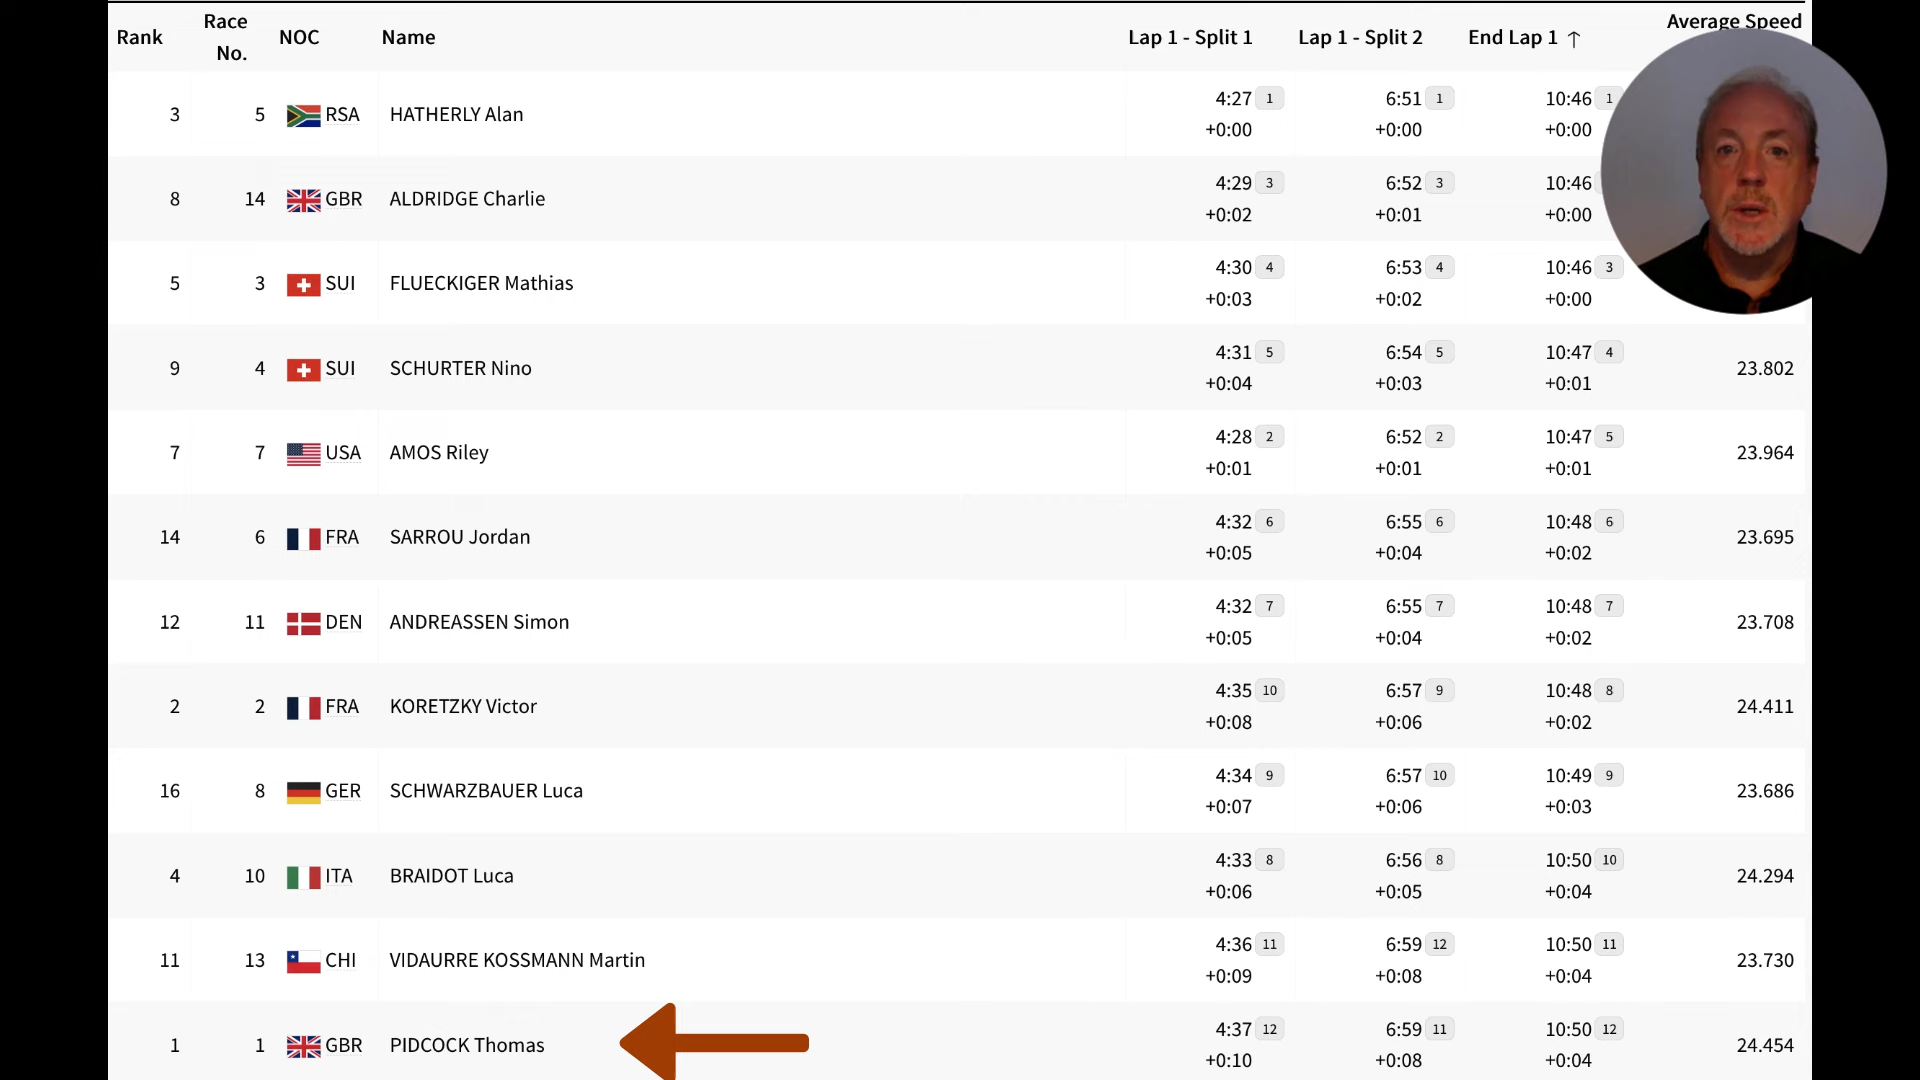 Rank Race No. NOC Name Lap 1 - Split 1 Lap 1 - Split 2 End Lap 1 ↑ Average Speed
3 5 RSA HATHERLY Alan 4:27 1 6:51 1 10:46 1
+0:00 +0:00 +0:00
8 14 GBR ALDRIDGE Charlie 4:29 3 6:52 3 10:46
+0:02 +0:01 +0:00
5 3 SUI FLUECKIGER Mathias 4:30 4 6:53 4 10:46 3
+0:03 +0:02 +0:00
9 4 SUI SCHURTER Nino 4:31 5 6:54 5 10:47 4 23.802
+0:04 +0:03 +0:01
7 7 USA AMOS Riley 4:28 2 6:52 2 10:47 5 23.964
+0:01 +0:01 +0:01
14 6 FRA SARROU Jordan 4:32 6 6:55 6 10:48 6 23.695
+0:05 +0:04 +0:02
12 11 DEN ANDREASSEN Simon 4:32 7 6:55 7 10:48 7 23.708
+0:05 +0:04 +0:02
2 2 FRA KORETZKY Victor 4:35 10 6:57 9 10:48 8 24.411
+0:08 +0:06 +0:02
16 8 GER SCHWARZBAUER Luca 4:34 9 6:57 10 10:49 9 23.686
+0:07 +0:06 +0:03
4 10 ITA BRAIDOT Luca 4:33 8 6:56 8 10:50 10 24.294
+0:06 +0:05 +0:04
11 13 CHI VIDAURRE KOSSMANN Martin 4:36 11 6:59 12 10:50 11 23.730
+0:09 +0:08 +0:04
1 1 GBR PIDCOCK Thomas 4:37 12 6:59 11 10:50 12 24.454
+0:10 +0:08 +0:04